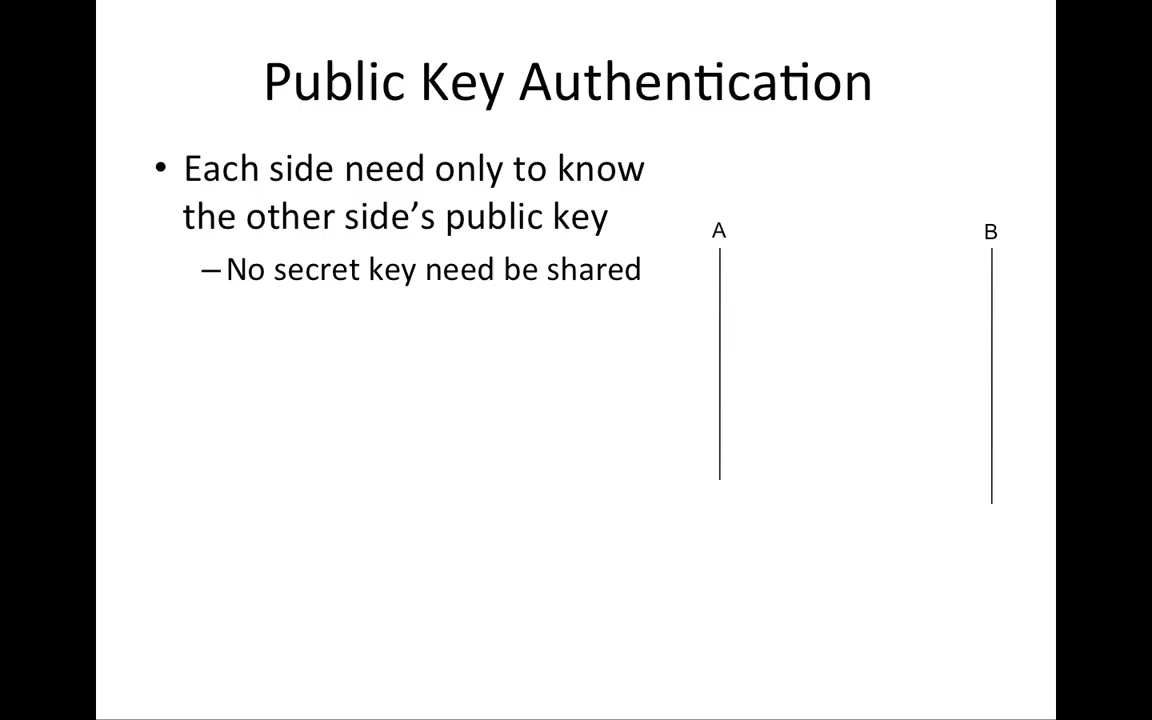 Public Key Authentication
• Each side need only to know
the other side’s public key
– No secret key need be shared
A
B